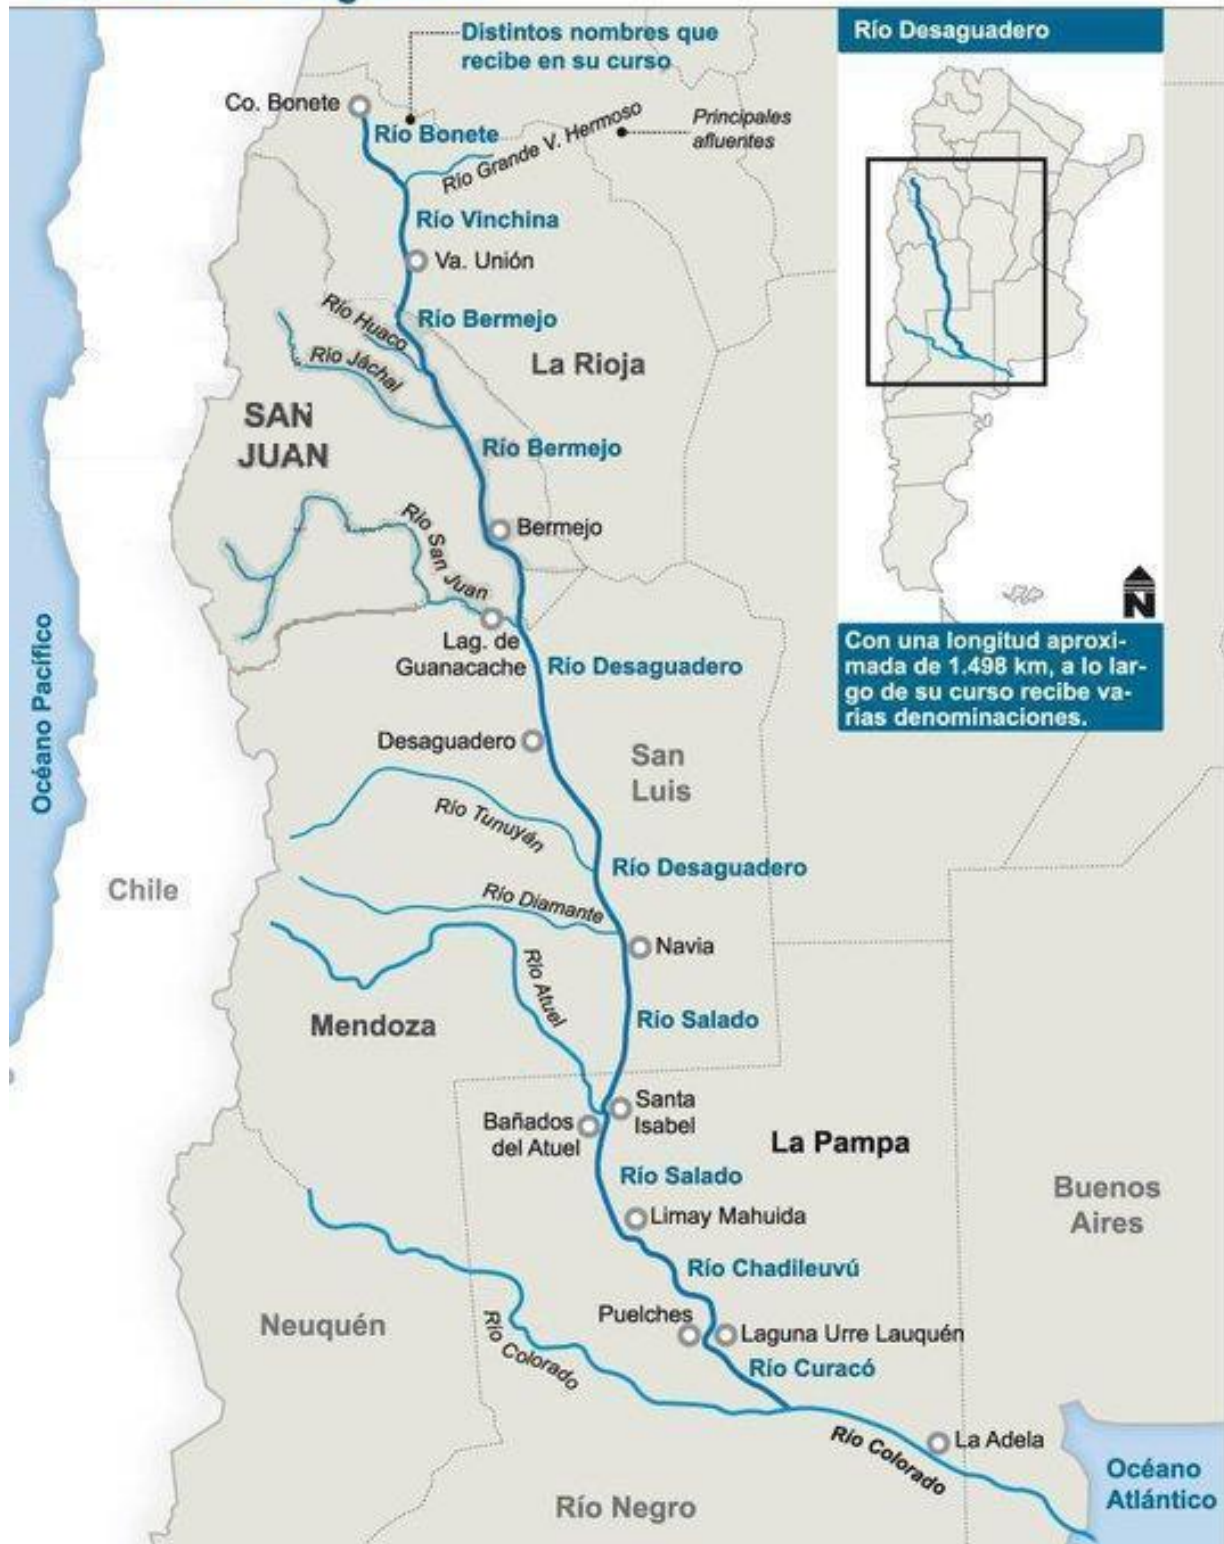 Distintos nombres que
recibe en su curso
Río Desaguadero
Co. Bonete
Río Bonete
Río Grande V. Hermoso
Principales
afluentes
Río Vinchina
Va. Unión
Río Huaco
Río Bermejo
Río Jáchal
La Rioja
SAN
JUAN
Río Bermejo
Río San Juan
Bermejo
N
Lag. de
Guanacache
Río Desaguadero
Con una longitud aproxi-
mada de 1.498 km, a lo lar-
go de su curso recibe va-
rias denominaciones.
Océano Pacífico
Desaguadero
San
Luis
Río Tunuyán
Río Desaguadero
Chile
Río Diamante
Navia
Río Atuel
Mendoza
Río Salado
Santa
Isabel
Bañados
del Atuel
La Pampa
Río Salado
Buenos
Aires
Limay Mahuida
Río Chadileuvú
Neuquén
Puelches
Laguna Urre Lauquén
Río Colorado
Río Curacó
Río Colorado
La Adela
Océano
Atlántico
Río Negro